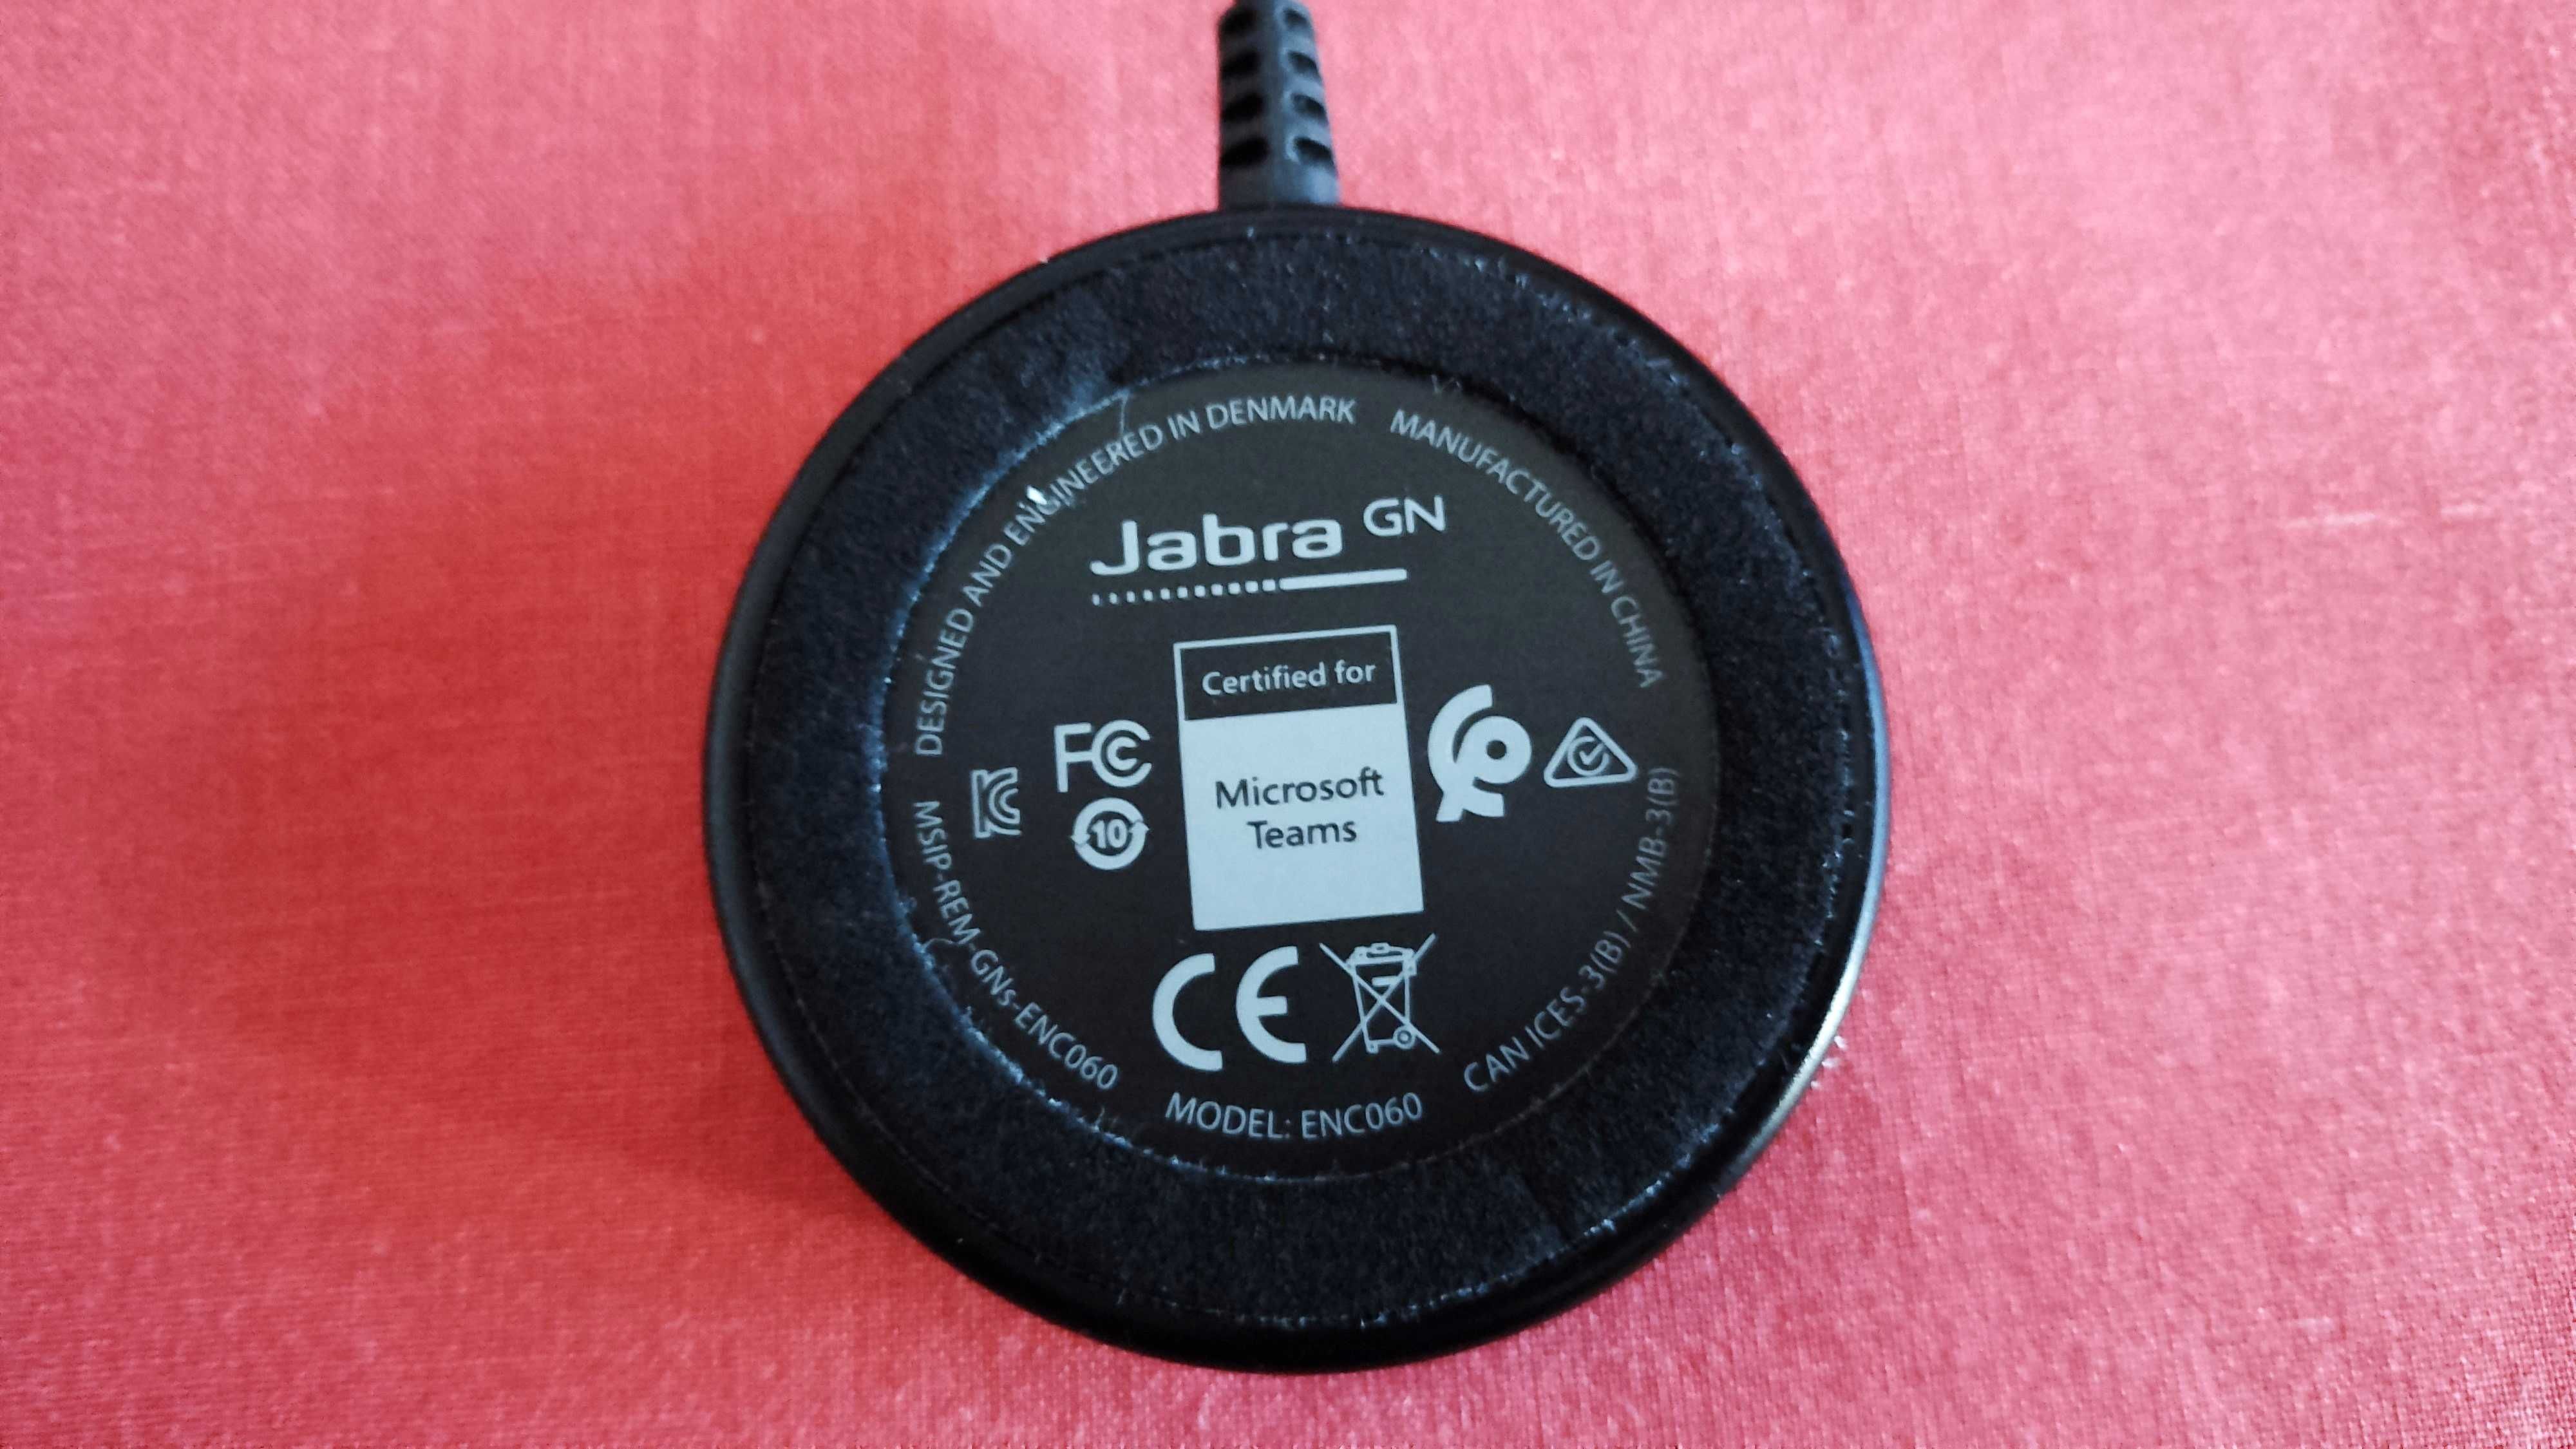 DESIGNED AND ENGINEERED IN DENMARK
MANUFACTURED IN CHINA
Jabra GN
Certified for
Microsoft
Teams
FC
10
CE
MSIP-REM-GNs-ENC060
MODEL: ENC060
CAN ICES-3(B) / NMB-3(B)